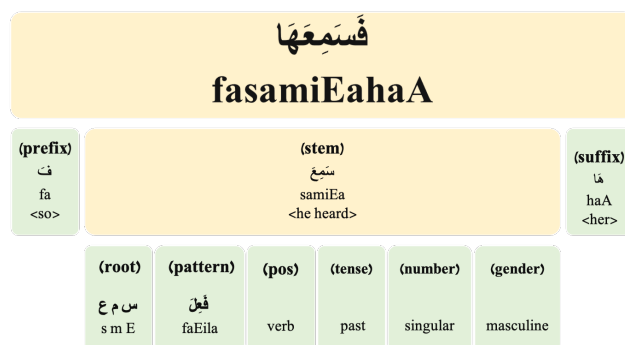 فَسَمِعَهَا
fasamiEahaA
(prefix)
فَ
fa
<so>
(stem)
سَمِعَ
samiEa
<he heard>
(suffix)
هَا
haA
<her>
(root)
س م ع
s m E
(pattern)
فَعِلَ
faEila
(pos)
verb
(tense)
past
(number)
singular
(gender)
masculine